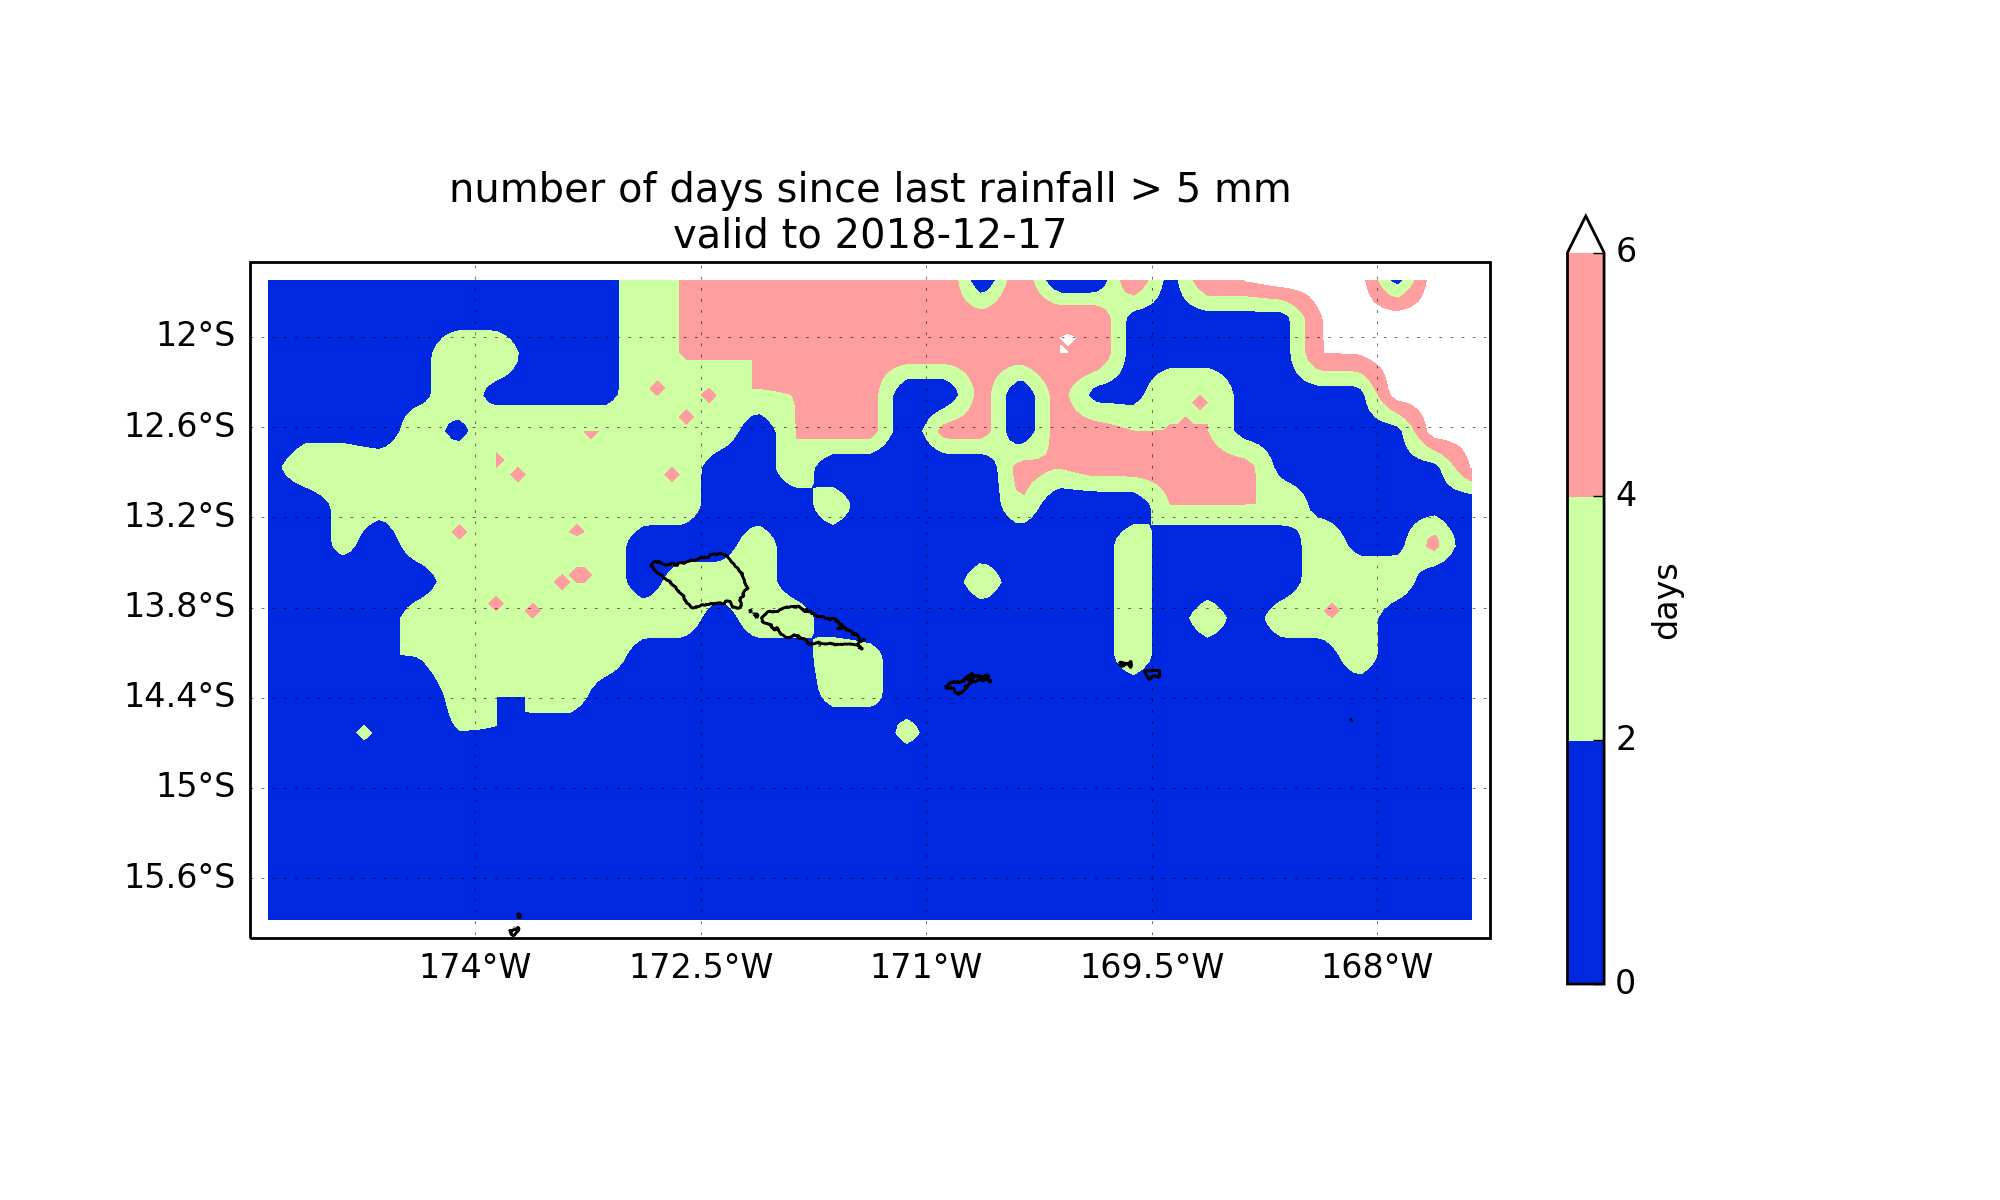 number of days since last rainfall > 5 mm
valid to 2018-12-17
12°S
12.6°S
13.2°S
13.8°S
14.4°S
15°S
15.6°S
174°W
172.5°W
171°W
169.5°W
168°W
6
4
2
0
days